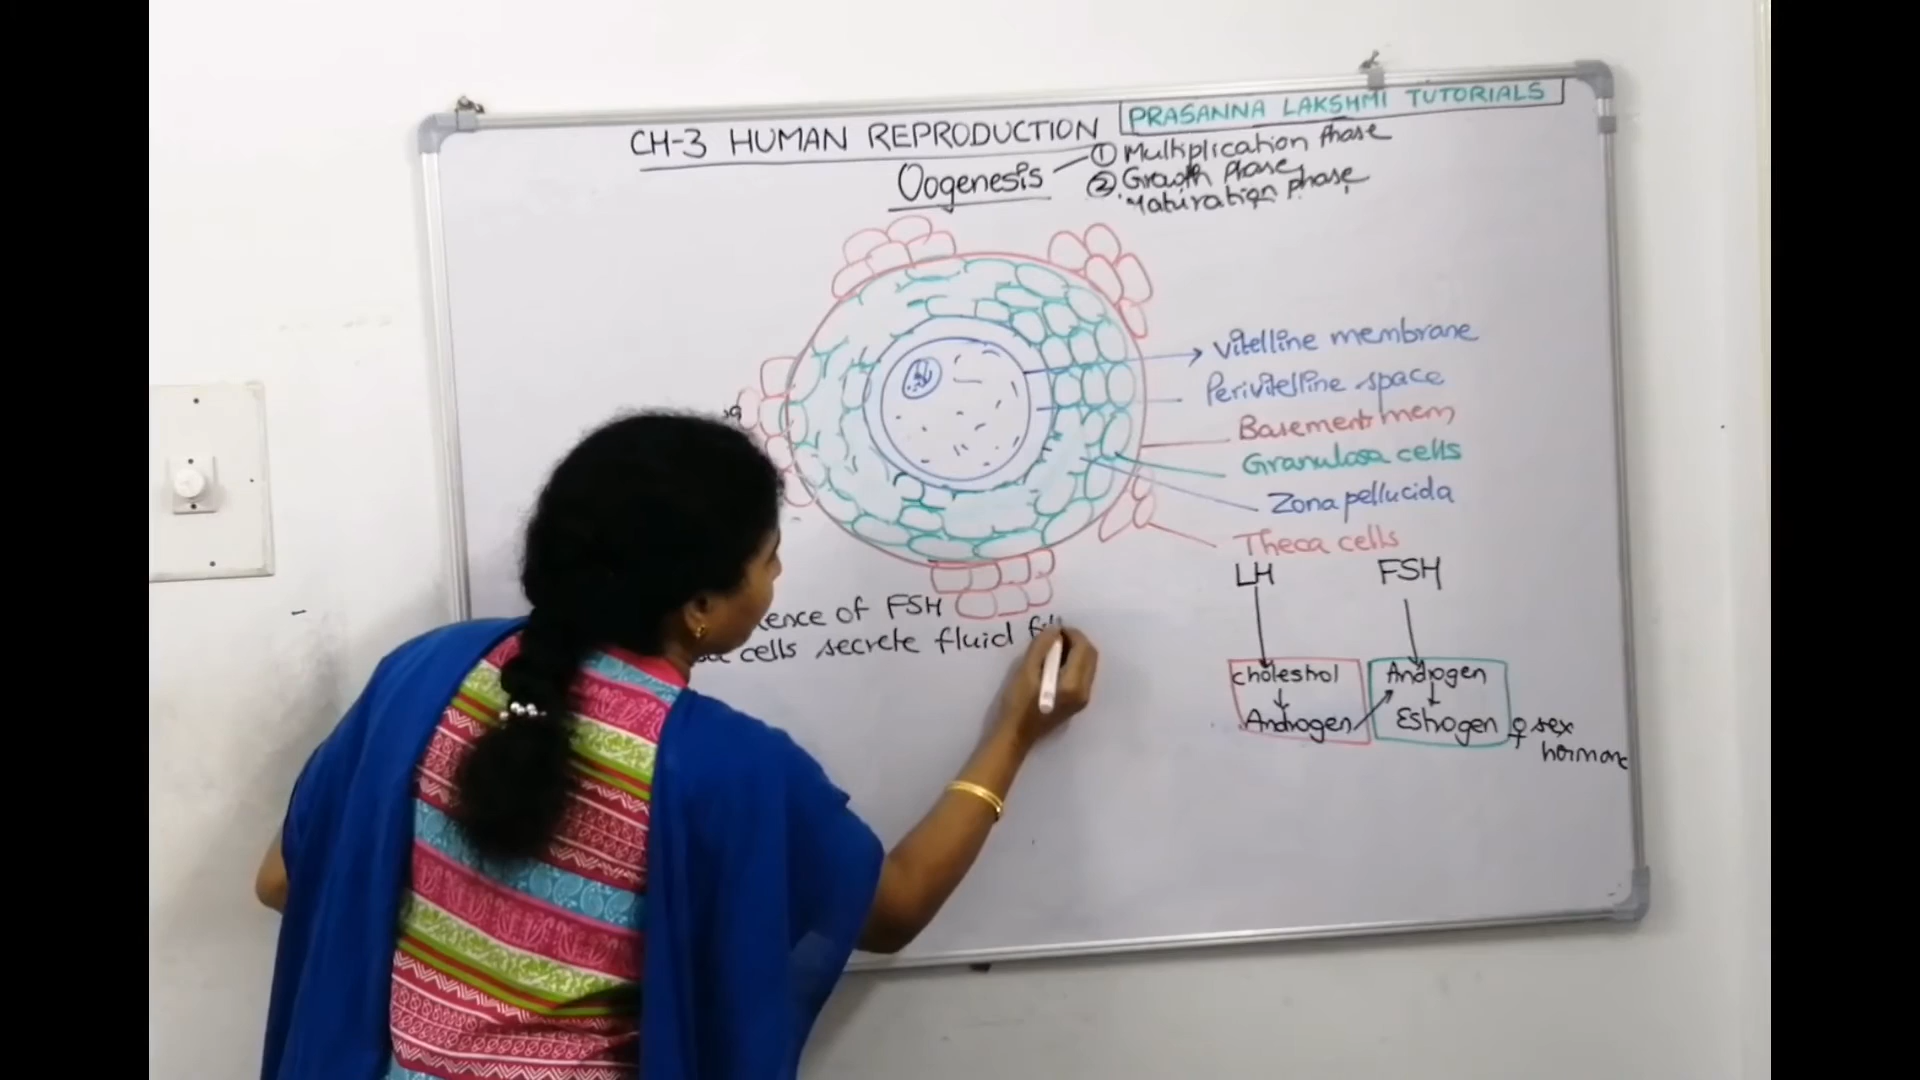 PRASANNA LAKSHMI TUTORIALS
CH-3 HUMAN REPRODUCTION
Oogenesis
① Multiplication Phase
② Growth Phase
Maturation phase
Vitelline membrane
Perivitelline space
Basement mem
Granulosa cells
Zona pellucida
Theca cells
LH FSH
cholestrol Androgen
Androgen Estrogen ♀ sex
hormone
of FSH
cells secrete fluid